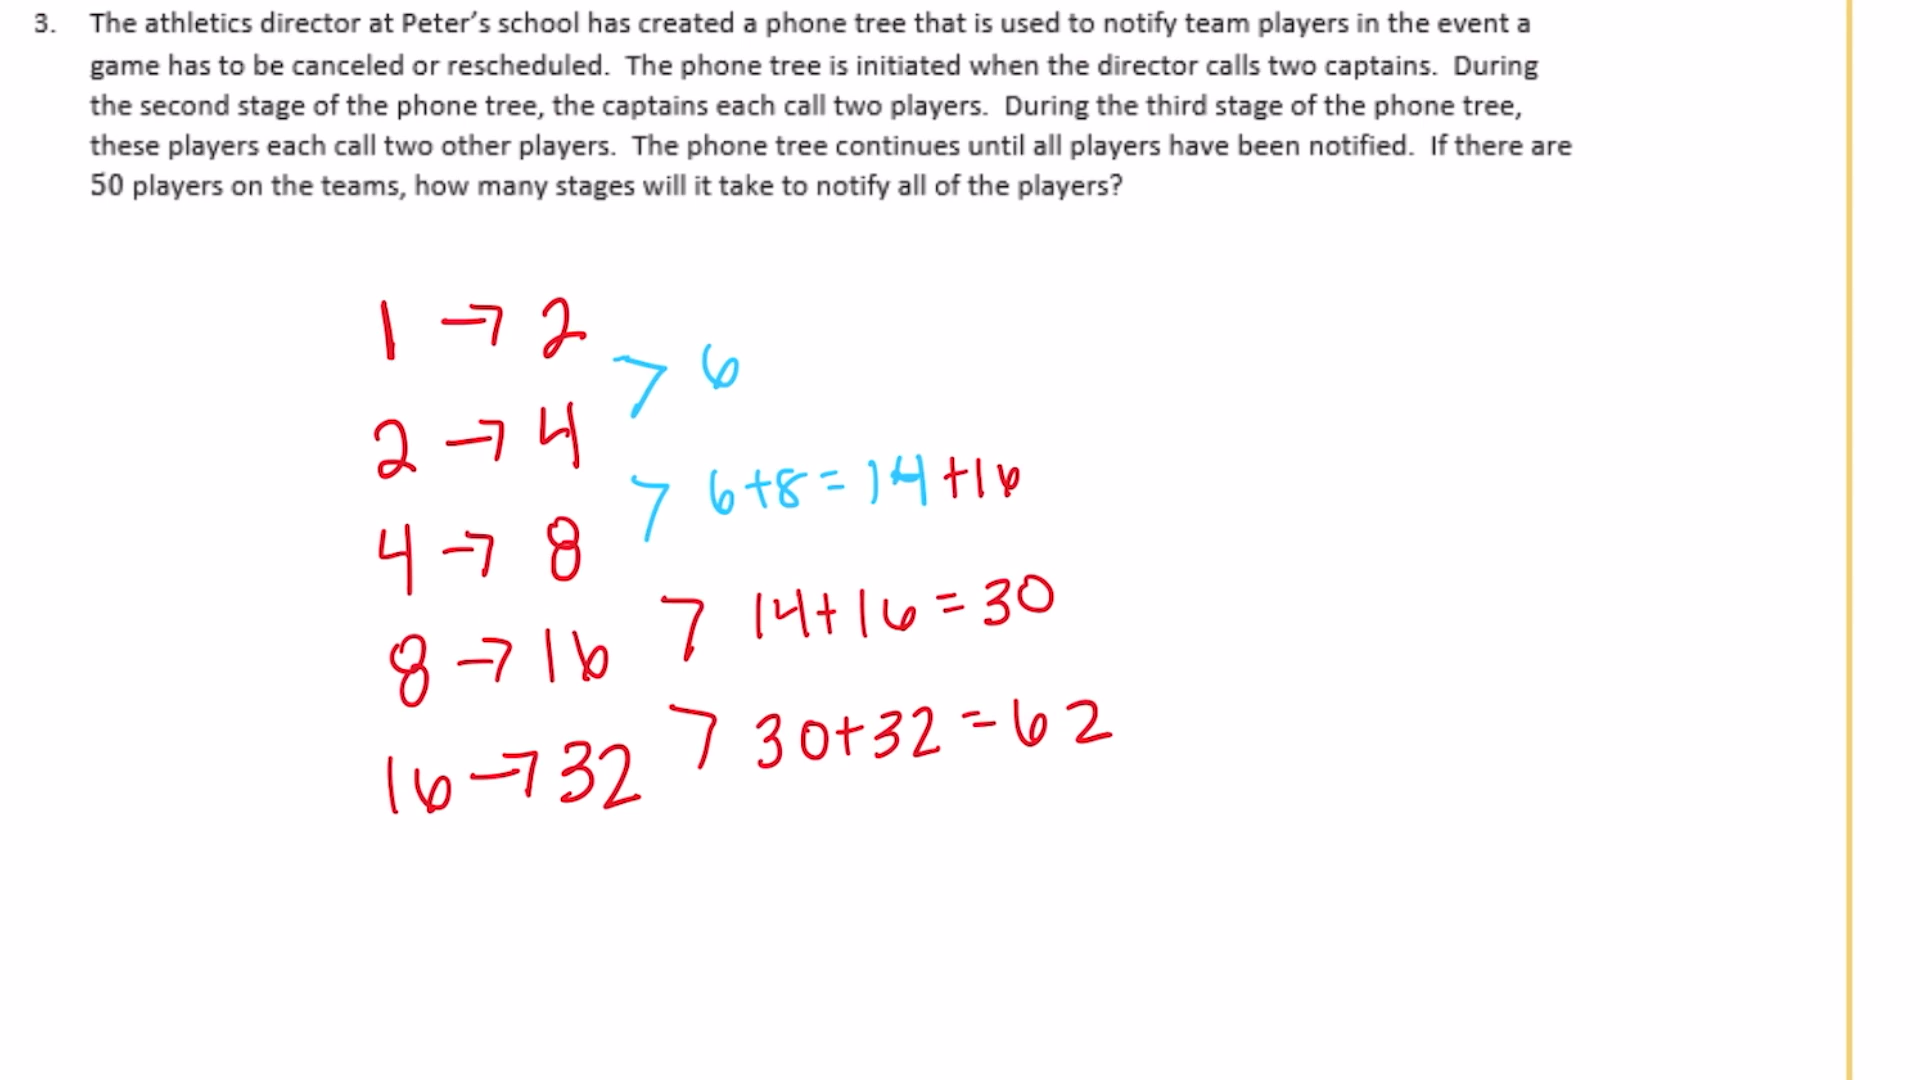 3. The athletics director at Peter's school has created a phone tree that is used to notify team players in the event a
game has to be canceled or rescheduled. The phone tree is initiated when the director calls two captains. During
the second stage of the phone tree, the captains each call two players. During the third stage of the phone tree,
these players each call two other players. The phone tree continues until all players have been notified. If there are
50 players on the teams, how many stages will it take to notify all of the players?
1 → 2
> 6
2 → 4
> 6+8=14+16
4 → 8
> 14+16=30
8 → 16
> 30+32=62
16 → 32